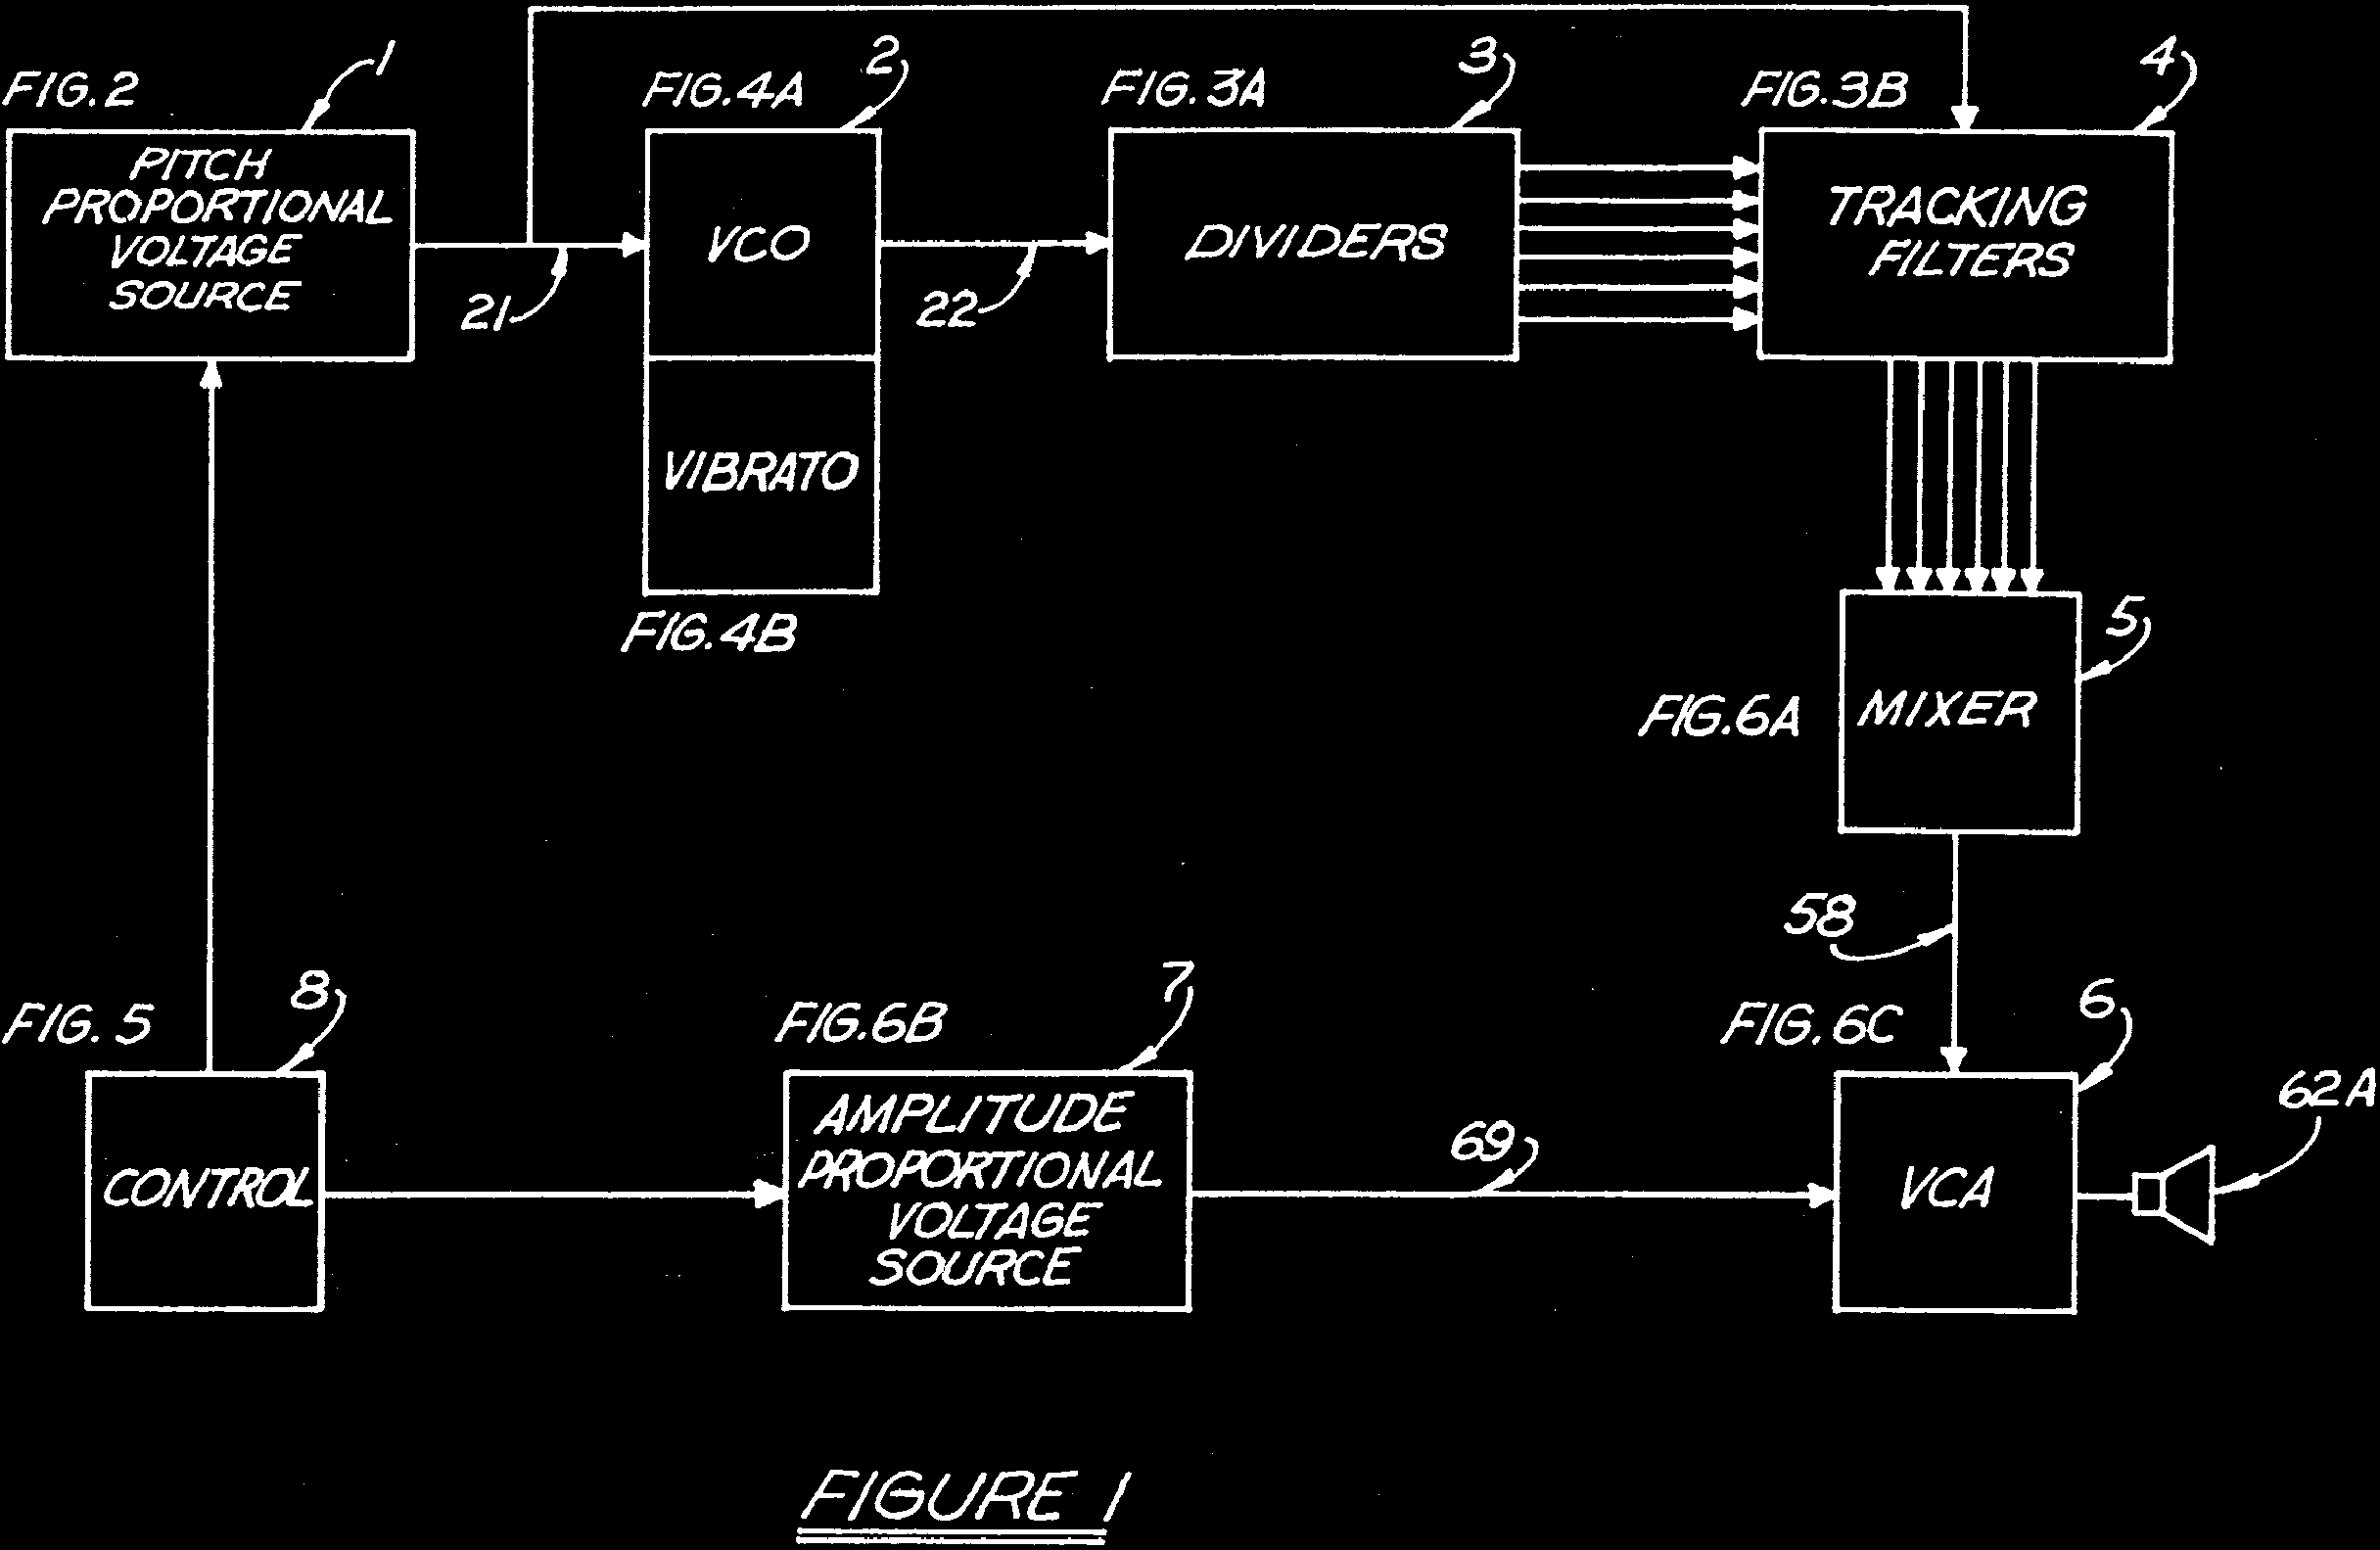 FIG.2
1
FIG.4A
2
FIG.3A
3
FIG.3B
4
PITCH
PROPORTIONAL
VOLTAGE
SOURCE
21
VCO
22
DIVIDERS
TRACKING
FILTERS
VIBRATO
FIG.4B
5
FIG.6A
MIXER
58
FIG. 5
8
FIG.6B
7
FIG. 6C
6
62A
CONTROL
AMPLITUDE
PROPORTIONAL
VOLTAGE
SOURCE
69
VCA
FIGURE 1